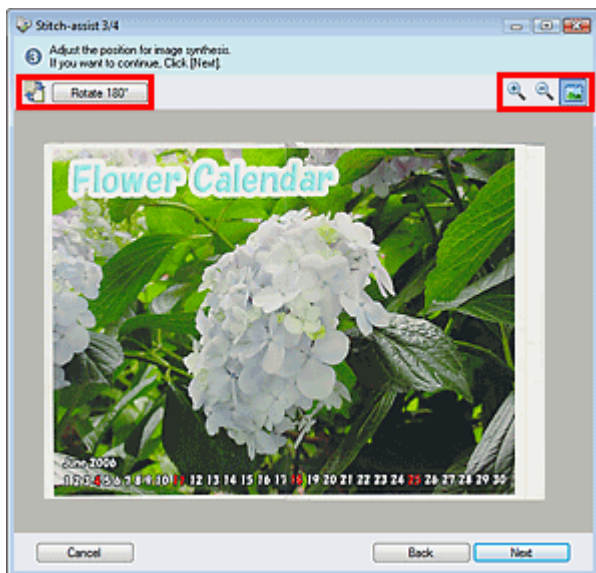 Stitch-assist 3/4
3 Adjust the position for image synthesis.
If you want to continue, Click [Next].
Rotate 180°
Flower Calendar
June 2006
1 2 3 4 5 6 7 8 9 10 11 12 13 14 15 16 17 18 19 20 21 22 23 24 25 26 27 28 29 30
Cancel
Back
Next